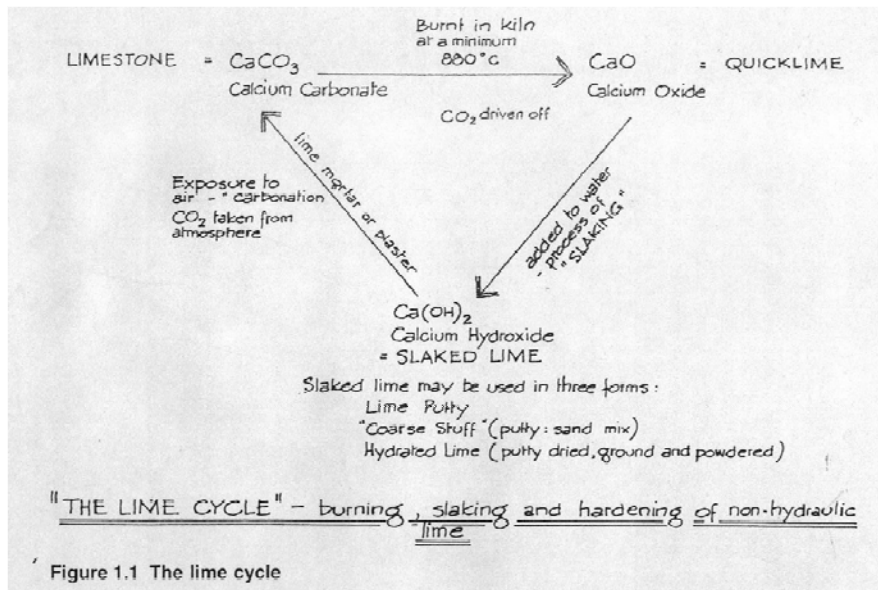 Burnt in kiln
at a minimum
880°C
LIMESTONE = CaCO₃
Calcium Carbonate
CaO = QUICKLIME
Calcium Oxide
CO₂ driven off
lime mortar or plaster
Exposure to
air - "carbonation
CO₂ taken from
atmosphere
added to water
- process of
"SLAKING"
Ca(OH)₂
Calcium Hydroxide
= SLAKED LIME
Slaked lime may be used in three forms :
Lime Putty
"Coarse Stuff" (putty : sand mix)
Hydrated Lime (putty dried, ground and powdered)
"THE LIME CYCLE" - burning, slaking and hardening of non-hydraulic
lime
Figure 1.1 The lime cycle